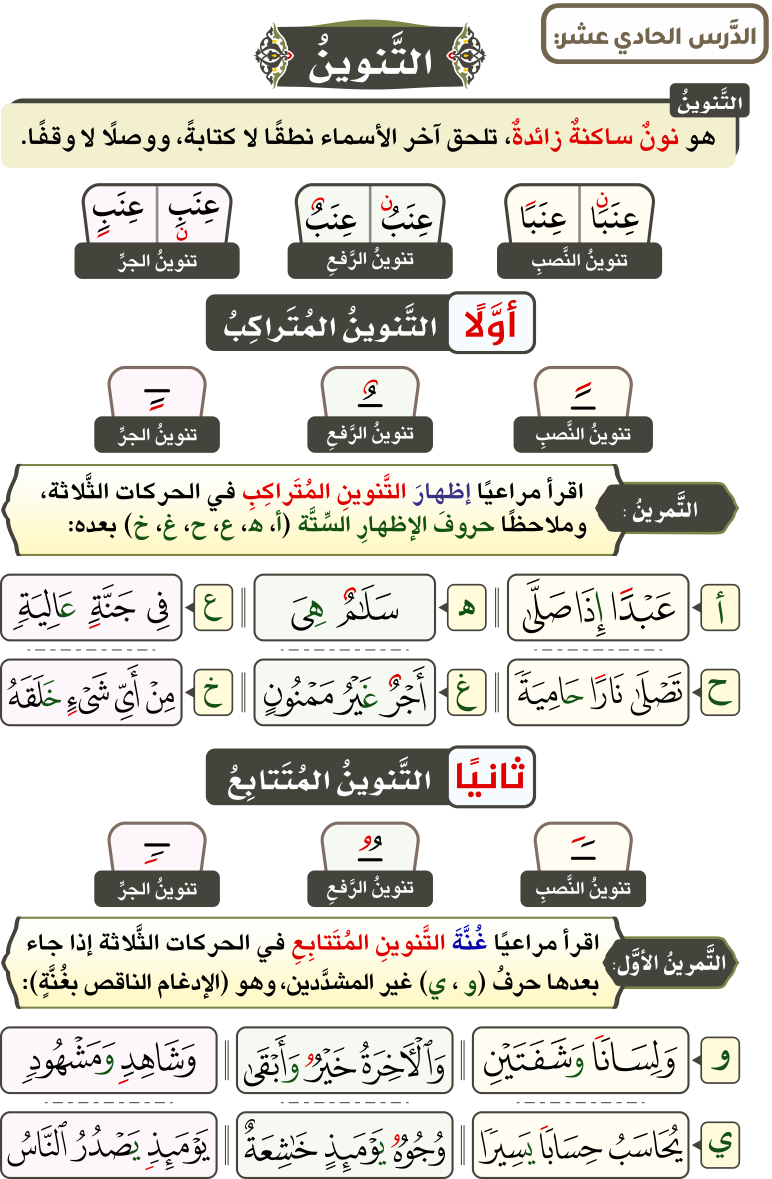 الدَّرس الحادي عشر:
التَّنوينُ
التَّنوينُ
هو نونٌ ساكنةٌ زائدةٌ، تلحق آخر الأسماء نطقًا لا كتابةً، ووصلًا لا وقفًا.
عِنَبَنا عِنَبًا عِنَبُن عِنَبٌ عِنَبِن عِنَبٍ
تنوينُ النَّصبِ تنوينُ الرَّفعِ تنوينُ الجرِّ
أوَّلًا التَّنوينُ المُتَراكِبُ
ـً ـٌ ـٍ
تنوينُ النَّصبِ تنوينُ الرَّفعِ تنوينُ الجرِّ
التَّمرينُ : اقرأ مراعيًا إظهارَ التَّنوينِ المُتَراكِبِ في الحركات الثَّلاثة،
وملاحظًا حروفَ الإظهارِ السِّتَّة (أ، هـ، ع، ح، غ، خ) بعده:
أ عَبۡدًا إِذَا صَلَّىٰ هـ سَلَٰمٌ هِيَ ع فِي جَنَّةٍ عَالِيَةٖ
ح تَصۡلَىٰ نَارًا حَامِيَةٗ غ أَجۡرٌ غَيۡرُ مَمۡنُونٖ خ مِنۡ أَيِّ شَيۡءٍ خَلَقَهُۥ
ثانيًا التَّنوينُ المُتَتابِعُ
ـٗ ـٞ ـٖ
تنوينُ النَّصبِ تنوينُ الرَّفعِ تنوينُ الجرِّ
التَّمرينُ الأوَّل: اقرأ مراعيًا غُنَّةَ التَّنوينِ المُتَتابِعِ في الحركات الثَّلاثة إذا جاء
بعدها حرفُ (و ، ي) غير المشدَّدين، وهو (الإدغام الناقص بغُنَّةٍ):
و وَلِسَانٗا وَشَفَتَيۡنِ وَٱلۡأٓخِرَةُ خَيۡرٞ وَأَبۡقَىٰٓ وَشَاهِدٖ وَمَشۡهُودٖ
ي يُحَاسَبُ حِسَابٗا يَسِيرٗا وُجُوهٞ يَوۡمَئِذٍ خَٰشِعَةٌ يَوۡمَئِذٖ يَصۡدُرُ ٱلنَّاسُ